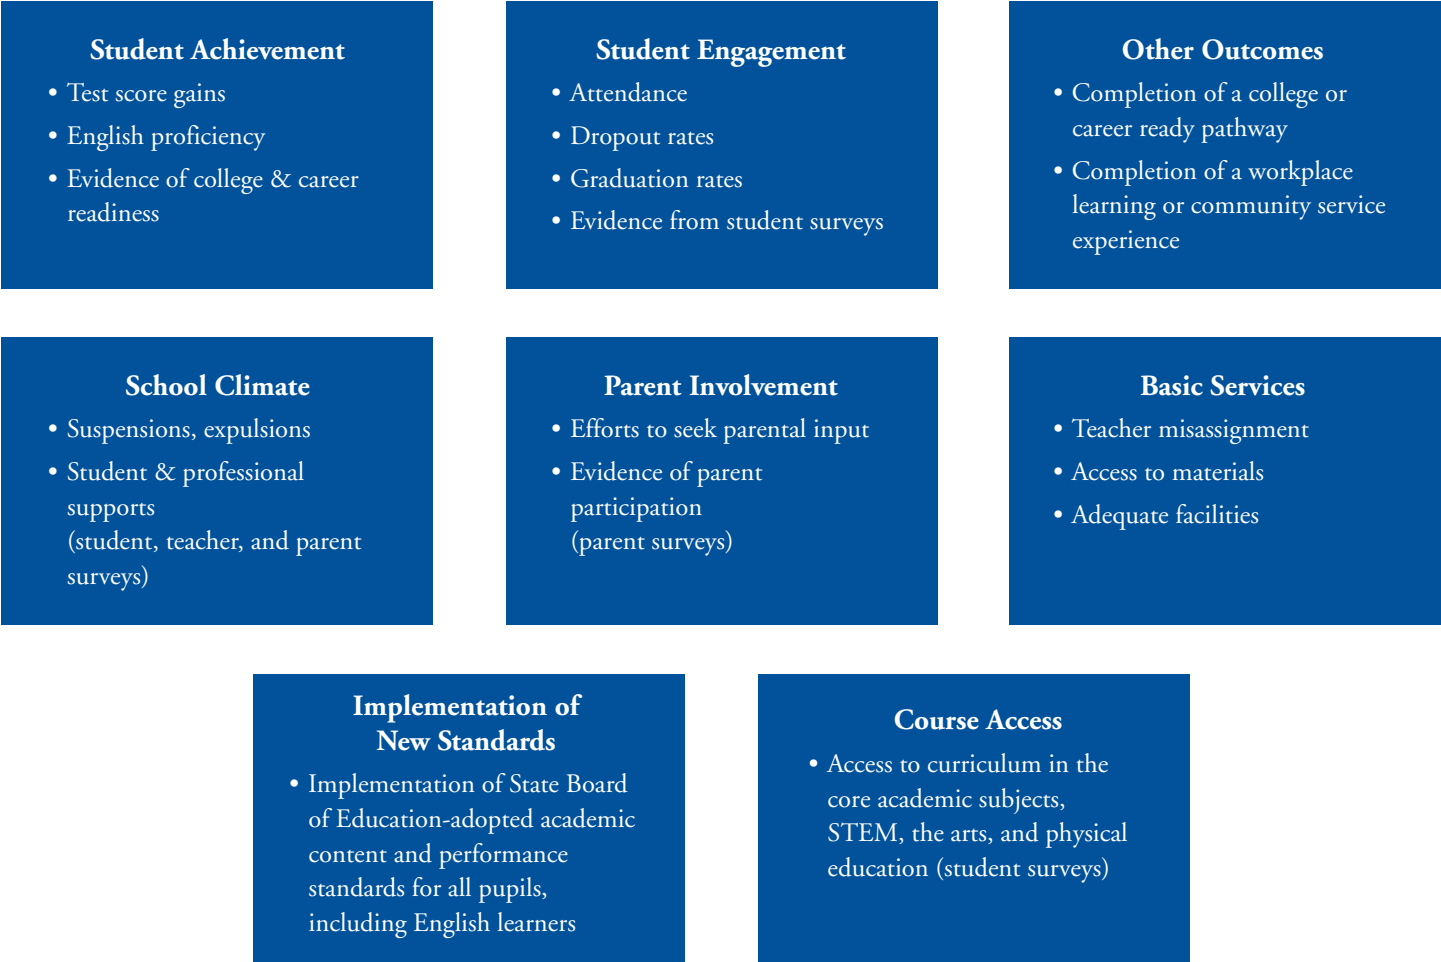 Student Achievement
• Test score gains
• English proficiency
• Evidence of college & career
readiness
Student Engagement
• Attendance
• Dropout rates
• Graduation rates
• Evidence from student surveys
Other Outcomes
• Completion of a college or
career ready pathway
• Completion of a workplace
learning or community service
experience
School Climate
• Suspensions, expulsions
• Student & professional
supports
(student, teacher, and parent
surveys)
Parent Involvement
• Efforts to seek parental input
• Evidence of parent
participation
(parent surveys)
Basic Services
• Teacher misassignment
• Access to materials
• Adequate facilities
Implementation of
New Standards
• Implementation of State Board
of Education-adopted academic
content and performance
standards for all pupils,
including English learners
Course Access
• Access to curriculum in the
core academic subjects,
STEM, the arts, and physical
education (student surveys)